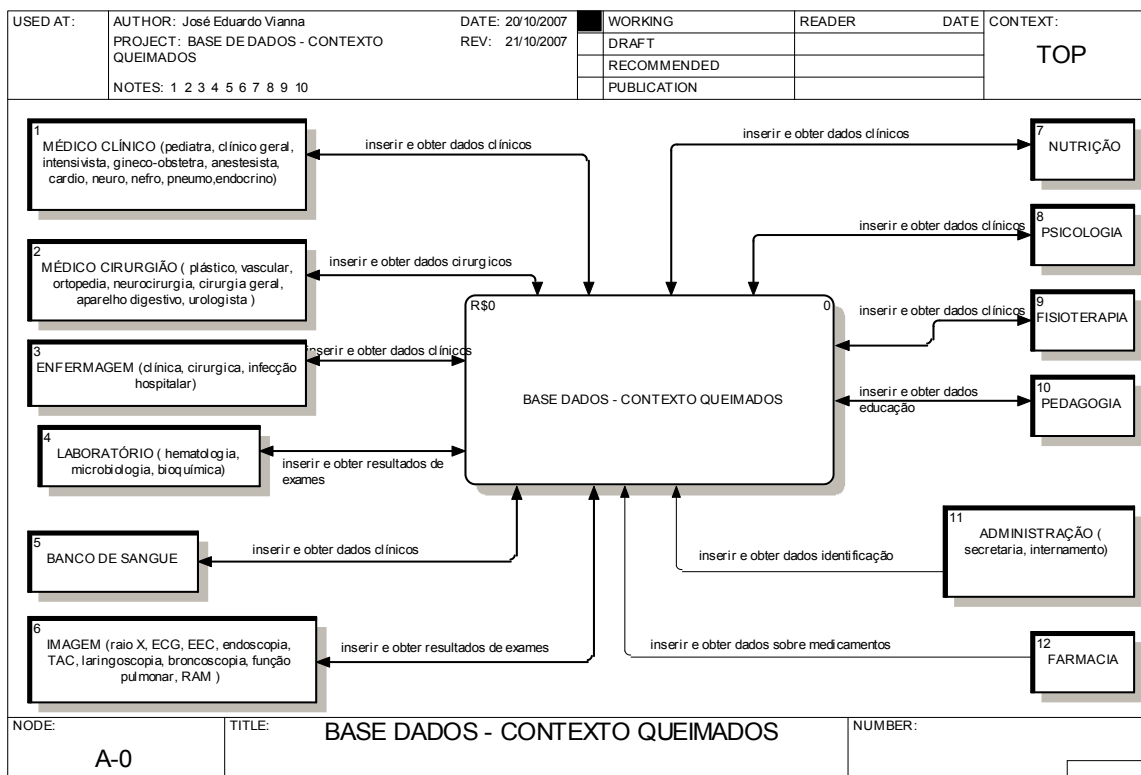 USED AT:
AUTHOR: José Eduardo Vianna
DATE: 20/10/2007
PROJECT: BASE DE DADOS - CONTEXTO
QUEIMADOS
REV: 21/10/2007
NOTES: 1 2 3 4 5 6 7 8 9 10
WORKING
DRAFT
RECOMMENDED
PUBLICATION
READER DATE
CONTEXT:
TOP
1
MÉDICO CLÍNICO (pediatra, clínico geral,
intensivista, gineco-obstetra, anestesista,
cardio, neuro, nefro, pneumo,endocrino)
inserir e obter dados clínicos
2
MÉDICO CIRURGIÃO ( plástico, vascular,
ortopedia, neurocirurgia, cirurgia geral,
aparelho digestivo, urologista )
inserir e obter dados cirurgicos
3
ENFERMAGEM (clínica, cirurgica, infecção
hospitalar)
inserir e obter dados clínicos
4
LABORATÓRIO ( hematologia,
microbiologia, bioquímica)
inserir e obter resultados de
exames
5
BANCO DE SANGUE
inserir e obter dados clínicos
6
IMAGEM (raio X, ECG, EEC, endoscopia,
TAC, laringoscopia, broncoscopia, função
pulmonar, RAM )
inserir e obter resultados de exames
R$0 0
BASE DADOS - CONTEXTO QUEIMADOS
inserir e obter dados clínicos
7
NUTRIÇÃO
inserir e obter dados clínicos
8
PSICOLOGIA
inserir e obter dados clínicos
9
FISIOTERAPIA
inserir e obter dados
educação
10
PEDAGOGIA
inserir e obter dados identificação
11
ADMINISTRAÇÃO (
secretaria, internamento)
inserir e obter dados sobre medicamentos
12
FARMACIA
NODE:
A-0
TITLE:
BASE DADOS - CONTEXTO QUEIMADOS
NUMBER: